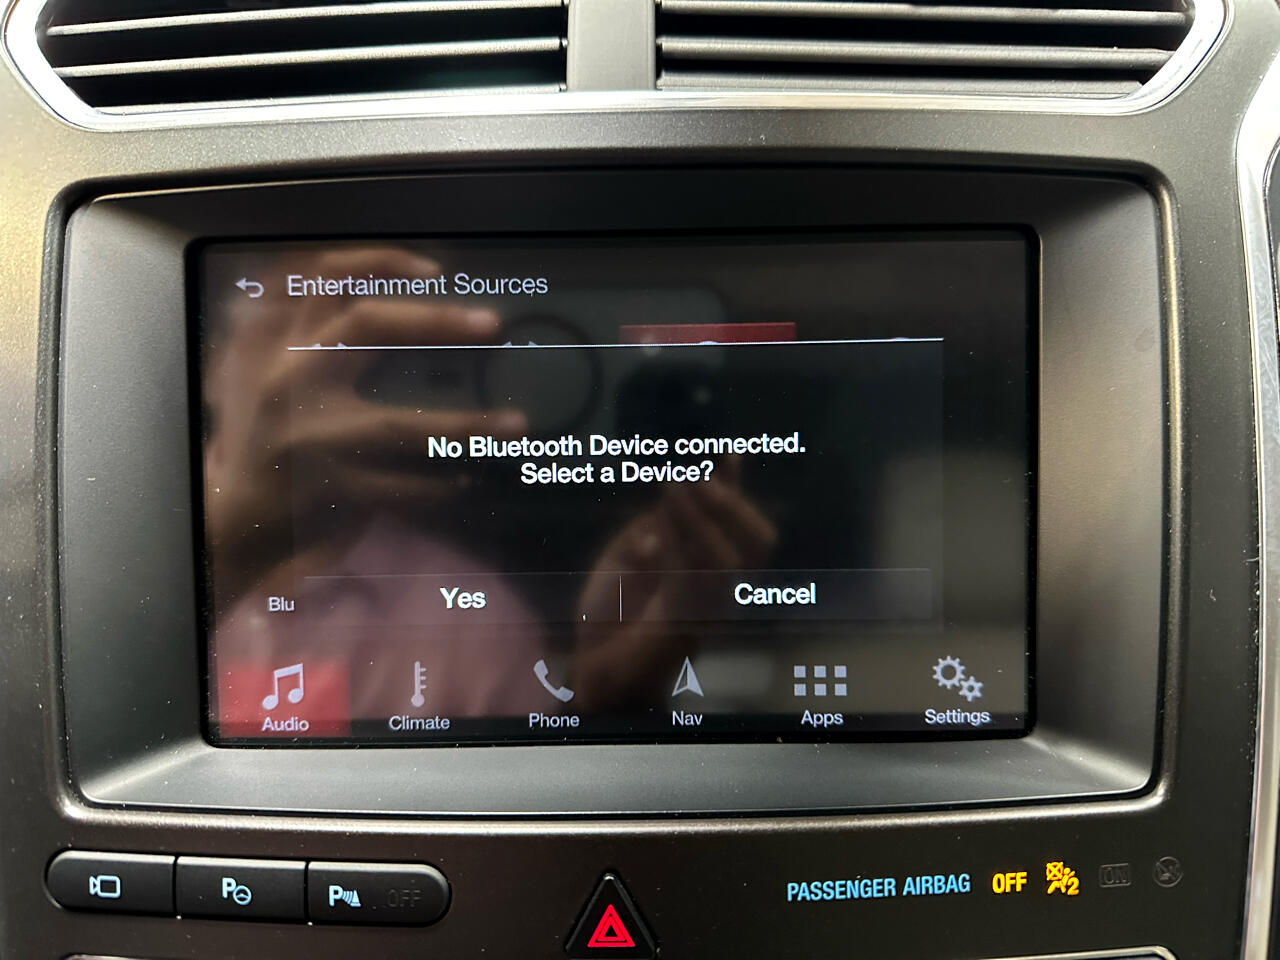 Entertainment Sources
No Bluetooth Device connected.
Select a Device?
Blu
Yes
Cancel
Audio
Climate
Phone
Nav
Apps
Settings
P
P OFF
PASSENGER AIRBAG OFF 2 ON